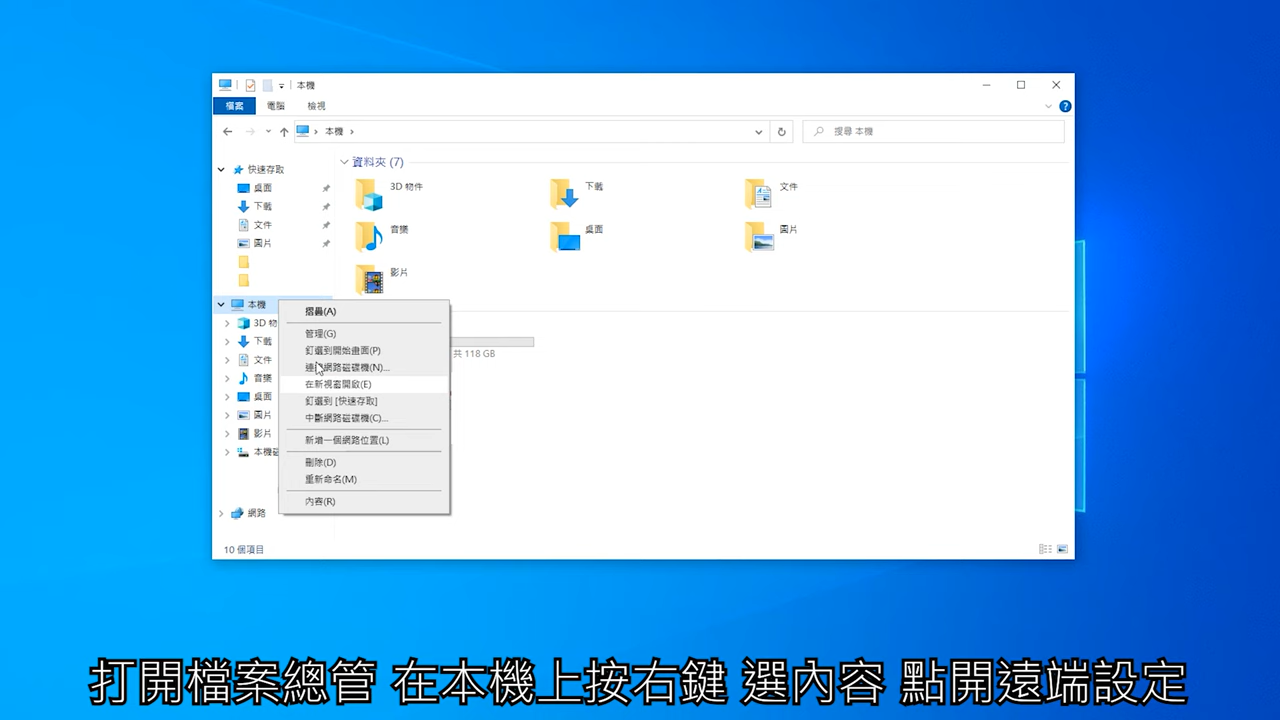 本機
檔案 電腦 檢視
本機
搜尋 本機
快速存取
桌面
下載
文件
圖片
本機
3D 物
下載
文件
音樂
桌面
圖片
影片
本機磁
網路
資料夾 (7)
3D 物件
下載
文件
音樂
桌面
圖片
影片
共 118 GB
摺疊(A)
管理(G)
釘選到開始畫面(P)
網路磁碟機(N)...
在新視窗開啟(E)
釘選到 [快速存取]
中斷網路磁碟機(C)...
新增一個網路位置(L)
刪除(D)
重新命名(M)
內容(R)
10 個項目
打開檔案總管 在本機上按右鍵 選內容 點開遠端設定